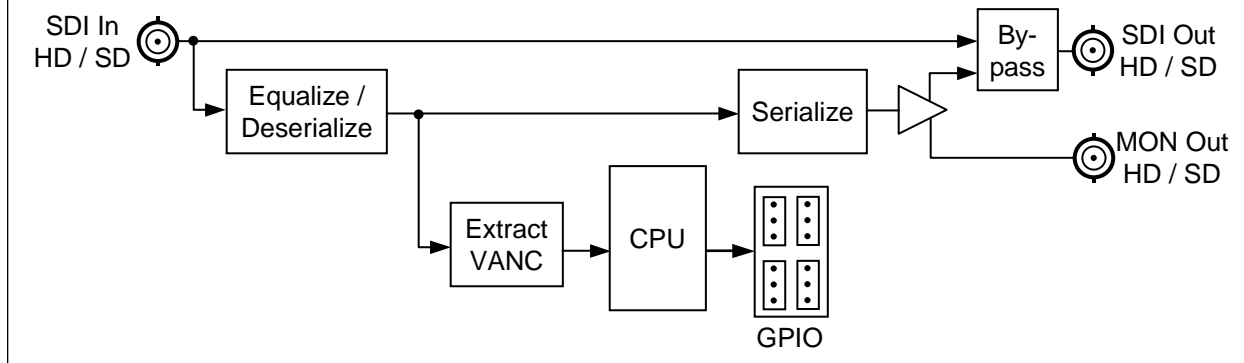 SDI In
HD / SD
By-
pass
SDI Out
HD / SD
Equalize /
Deserialize
Serialize
MON Out
HD / SD
Extract
VANC
CPU
GPIO